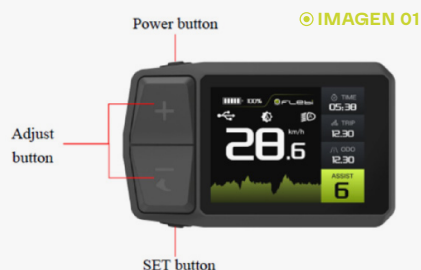 IMAGEN 01
Power button
Adjust
button
SET button
100%
FLebi
TIME
05:38
TRIP
12.30
ODO
12.30
km/h
28.6
ASSIST
6